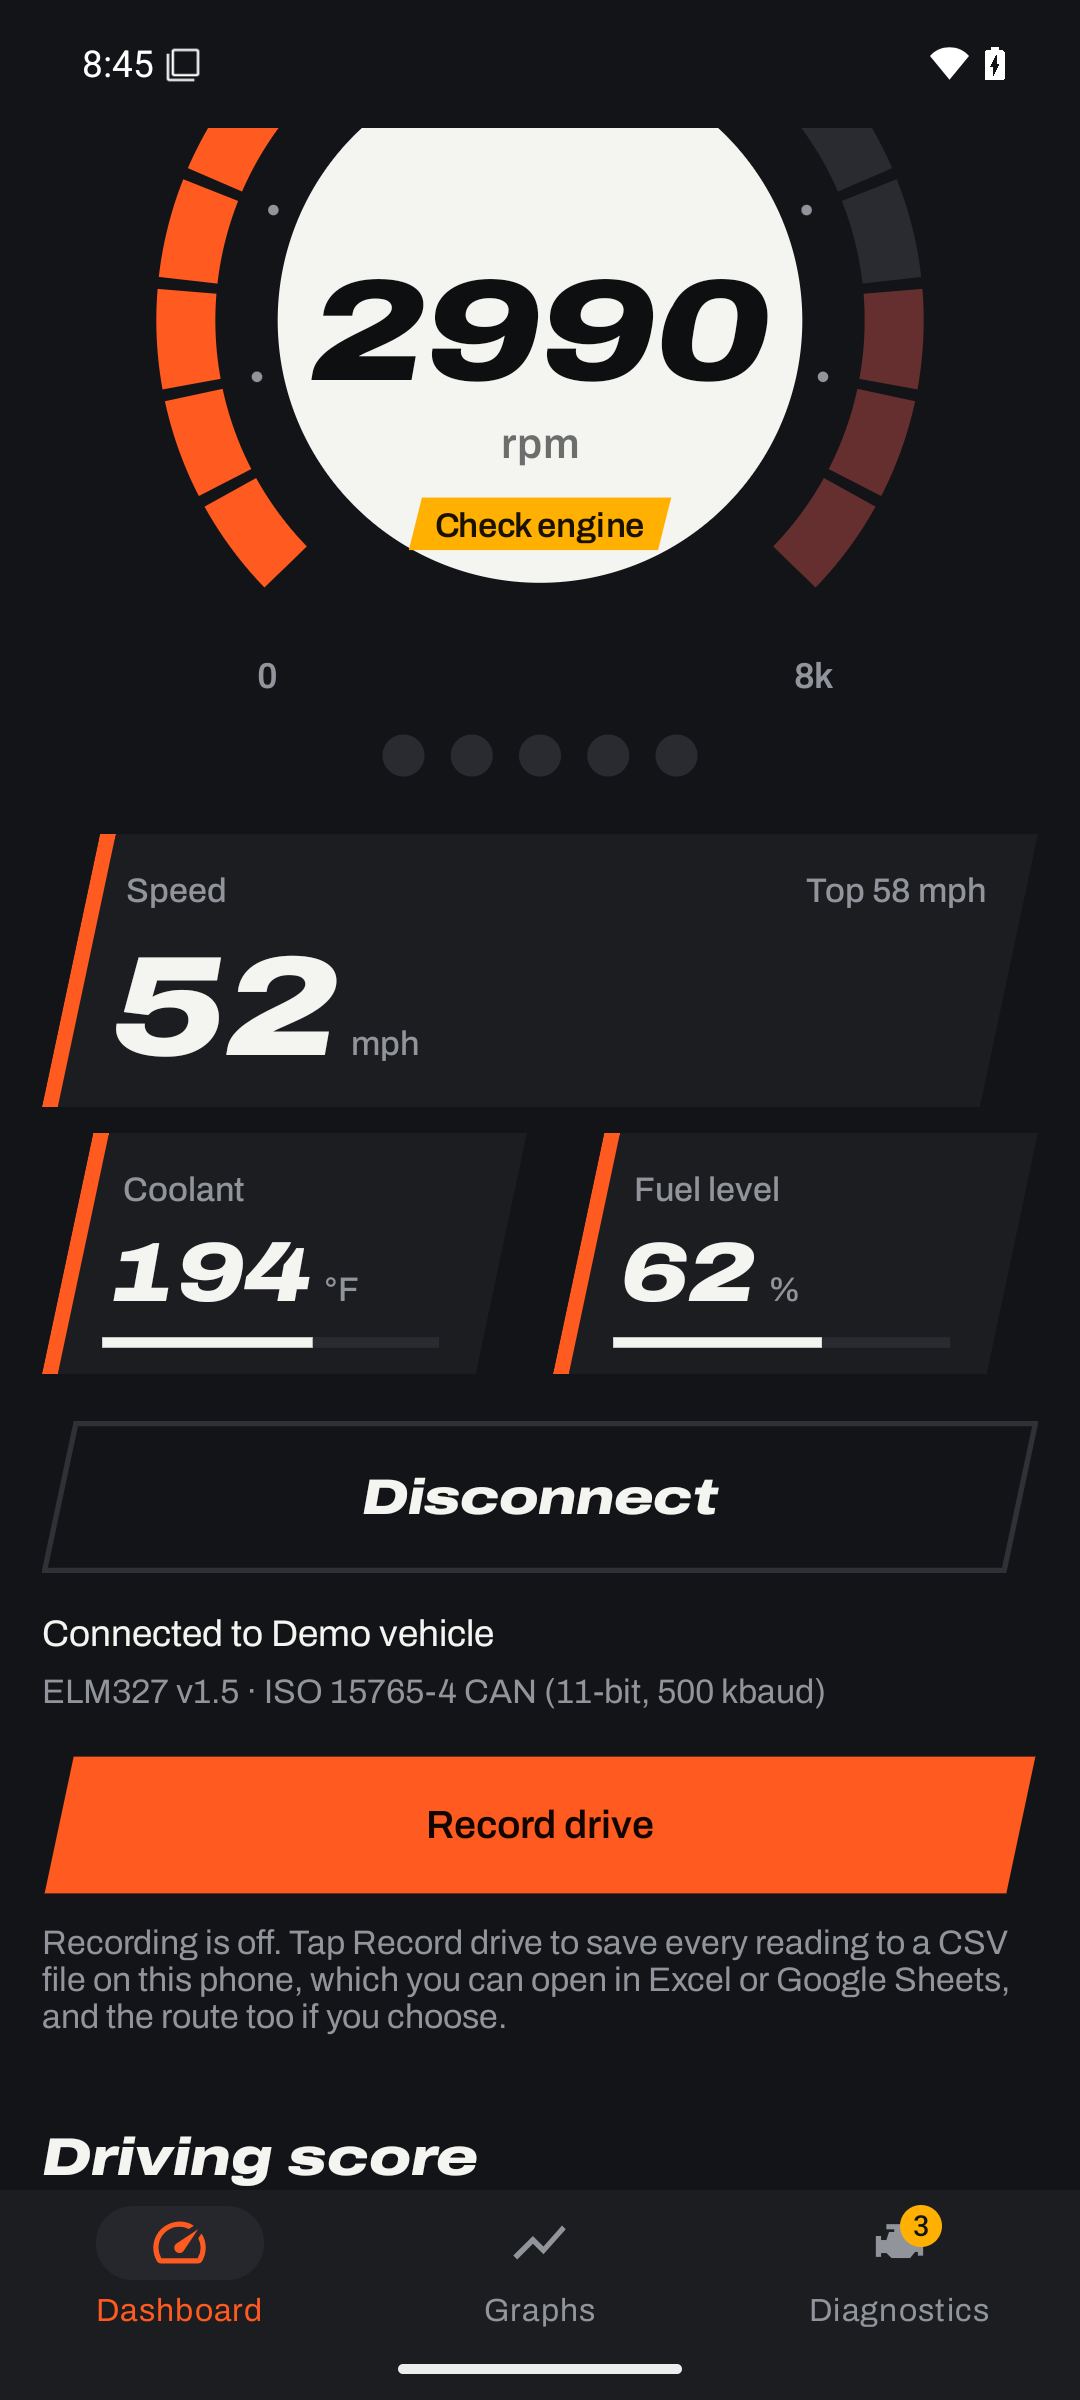 8:45
2990
rpm
Check engine
0
8k
Speed
Top 58 mph
52 mph
Coolant
194 °F
Fuel level
62 %
Disconnect
Connected to Demo vehicle
ELM327 v1.5 · ISO 15765-4 CAN (11-bit, 500 kbaud)
Record drive
Recording is off. Tap Record drive to save every reading to a CSV
file on this phone, which you can open in Excel or Google Sheets,
and the route too if you choose.
Driving score
3
Dashboard
Graphs
Diagnostics